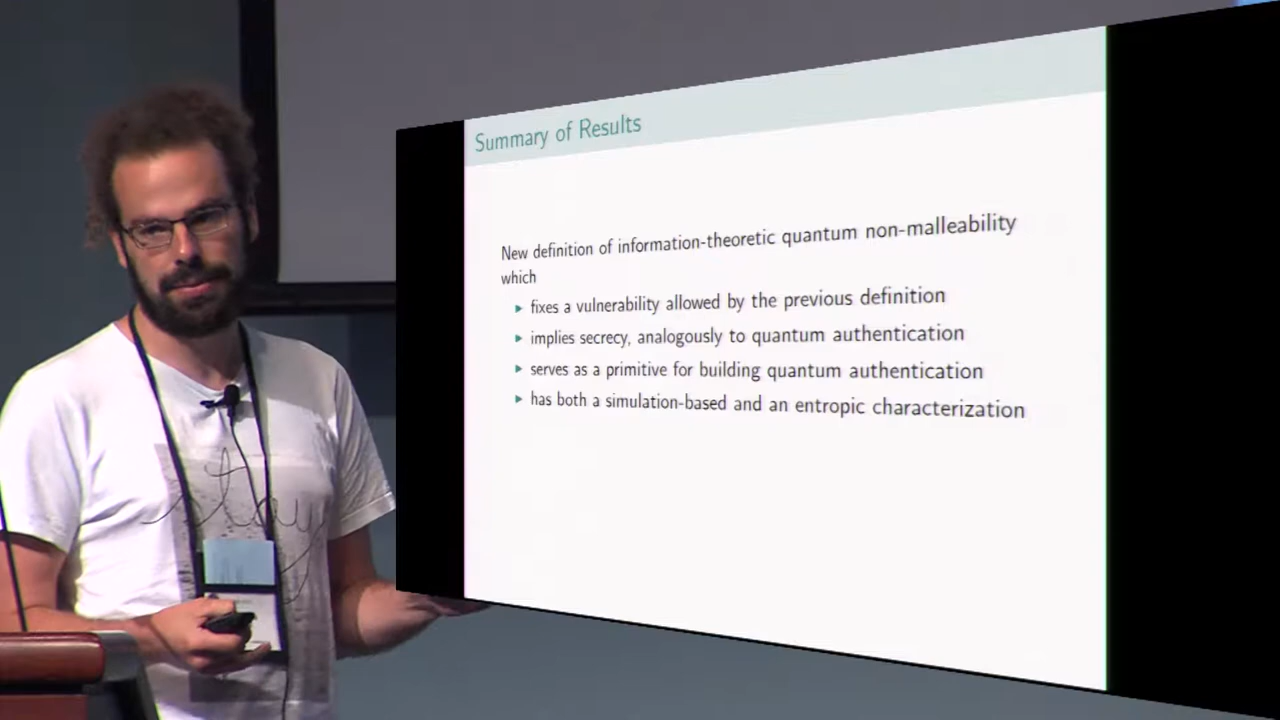 Summary of Results
New definition of information-theoretic quantum non-malleability
which
fixes a vulnerability allowed by the previous definition
implies secrecy, analogously to quantum authentication
serves as a primitive for building quantum authentication
has both a simulation-based and an entropic characterization
stay